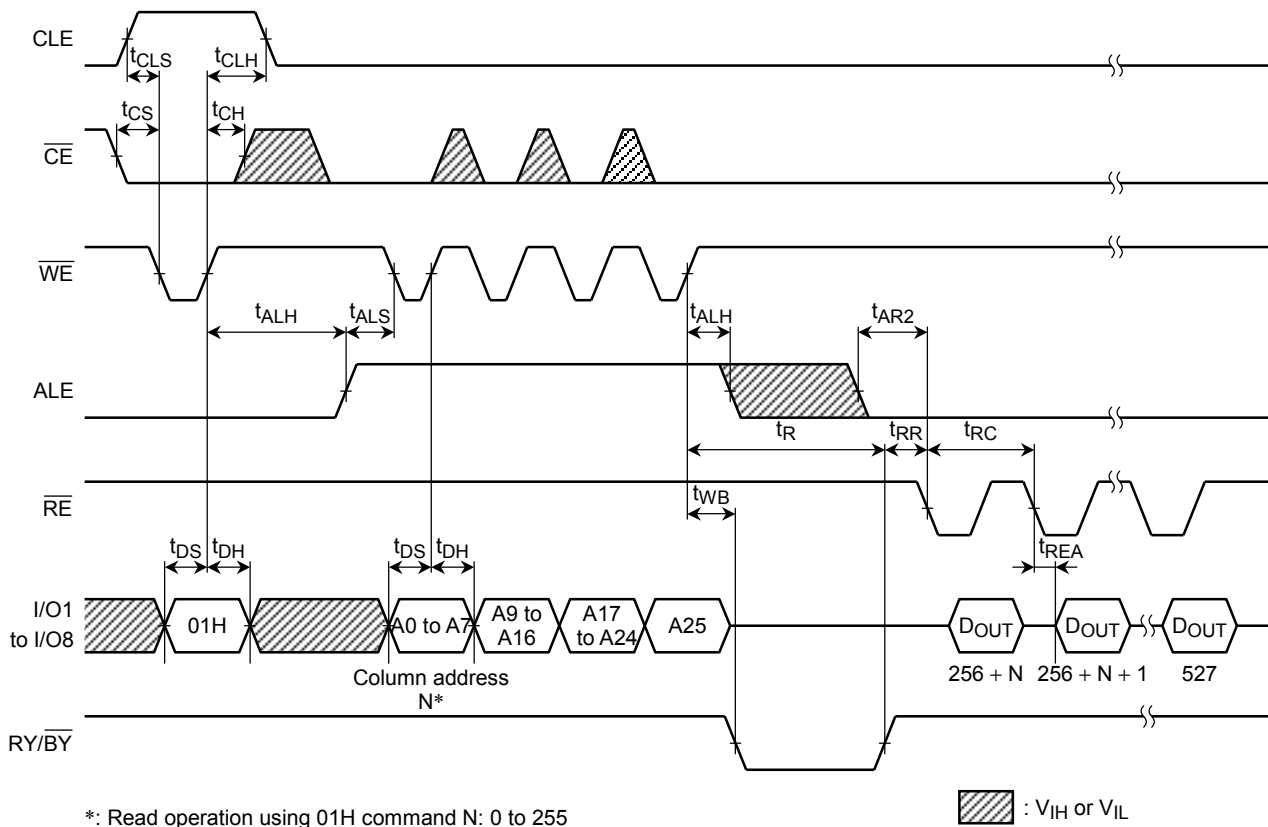 CLE
tCLS
tCLH
tCS
tCH
CE
WE
tALH
tALS
tALH
tAR2
ALE
tR
tRR
tRC
RE
tWB
tDS
tDH
tDS
tDH
tREA
I/O1
to I/O8
01H
A0 to A7
A9 to
A16
A17
to A24
A25
DOUT
DOUT
DOUT
Column address
N*
256 + N
256 + N + 1
527
RY/BY
*: Read operation using 01H command N: 0 to 255
: VIH or VIL